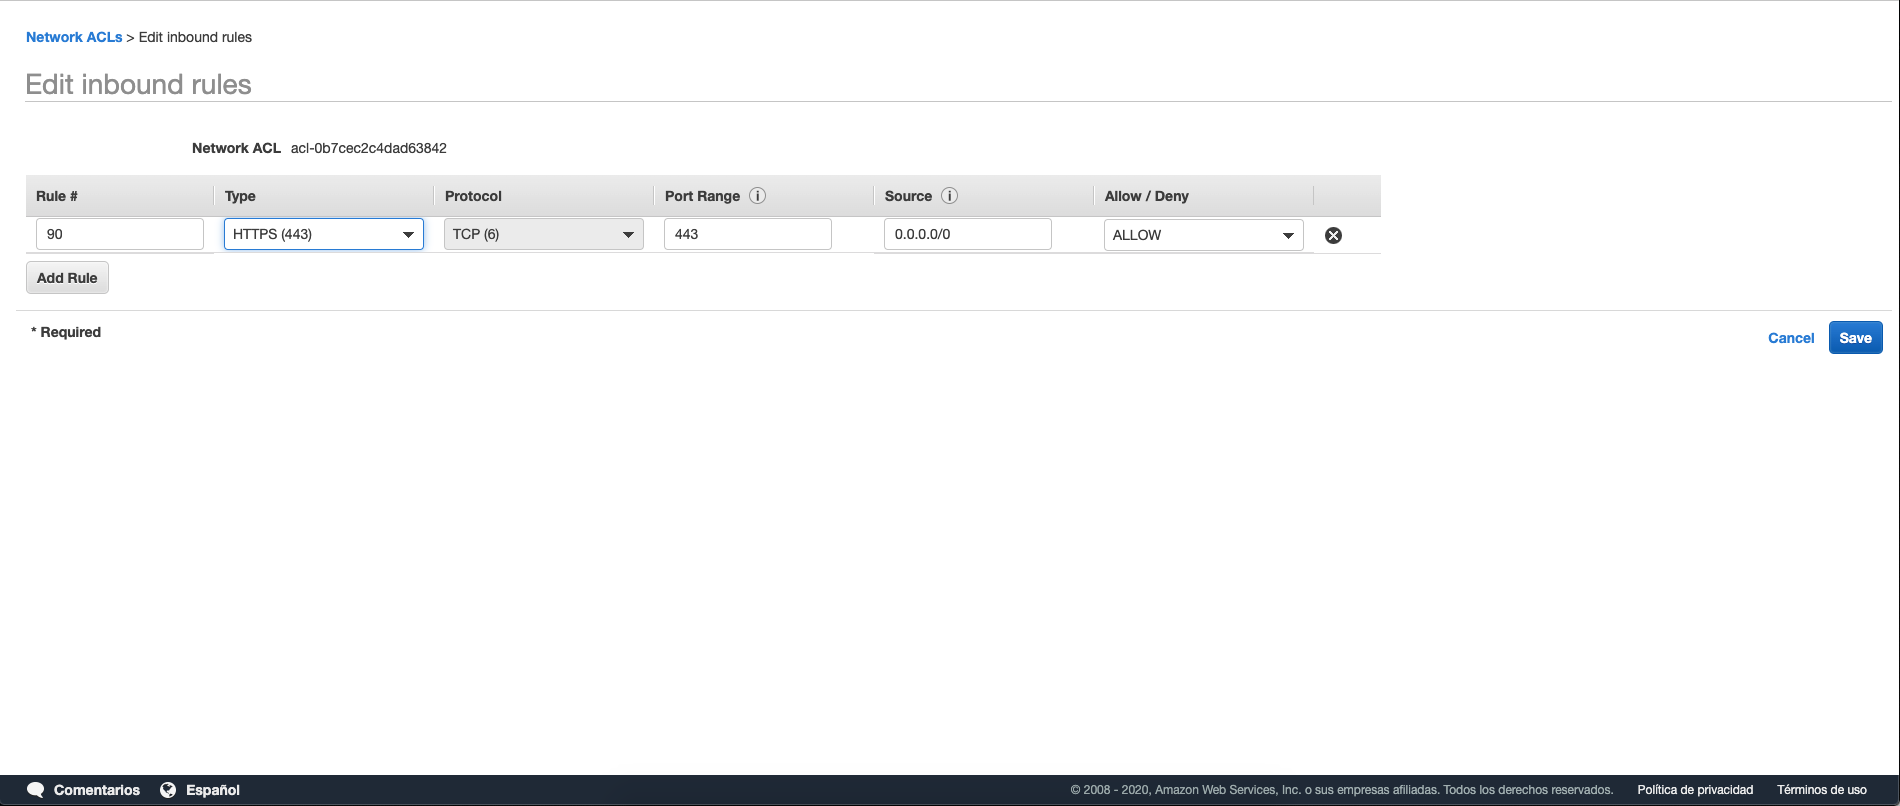 Network ACLs > Edit inbound rules
Edit inbound rules
Network ACL acl-0b7cec2c4dad63842
Rule # Type Protocol Port Range i Source i Allow / Deny
90 HTTPS (443) TCP (6) 443 0.0.0.0/0 ALLOW
Add Rule
* Required
Cancel Save
Comentarios Español © 2008 - 2020, Amazon Web Services, Inc. o sus empresas afiliadas. Todos los derechos reservados. Política de privacidad Términos de uso